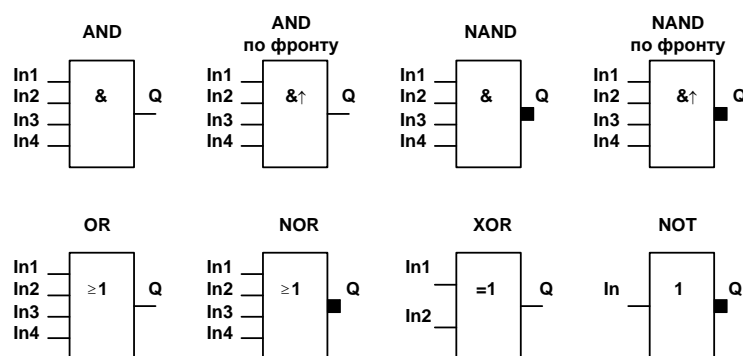 AND
AND
по фронту
NAND
NAND
по фронту
In1
In2
In3
In4
&
Q
In1
In2
In3
In4
&↑
Q
In1
In2
In3
In4
&
Q
In1
In2
In3
In4
&↑
Q
OR
NOR
XOR
NOT
In1
In2
In3
In4
≥1
Q
In1
In2
In3
In4
≥1
Q
In1
In2
=1
Q
In
1
Q